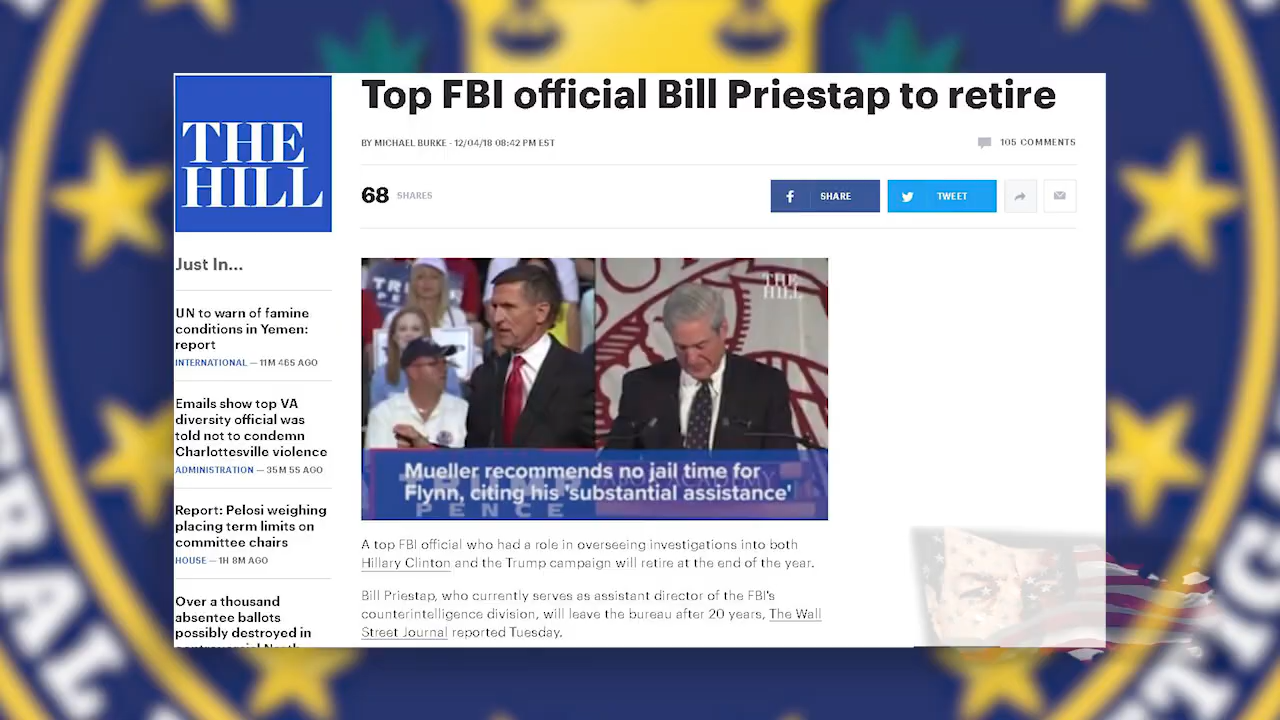 Top FBI official Bill Priestap to retire
THE
HILL
BY MICHAEL BURKE - 12/04/18 08:42 PM EST
105 COMMENTS
68 SHARES
SHARE
TWEET
Just In...
UN to warn of famine
conditions in Yemen:
report
INTERNATIONAL — 11M 46S AGO
Emails show top VA
diversity official was
told not to condemn
Charlottesville violence
ADMINISTRATION — 35M 5S AGO
Report: Pelosi weighing
placing term limits on
committee chairs
HOUSE — 1H 8M AGO
Over a thousand
absentee ballots
possibly destroyed in
THE
HILL
Mueller recommends no jail time for
Flynn, citing his 'substantial assistance'
PENCE
A top FBI official who had a role in overseeing investigations into both
Hillary Clinton and the Trump campaign will retire at the end of the year.
Bill Priestap, who currently serves as assistant director of the FBI's
counterintelligence division, will leave the bureau after 20 years, The Wall
Street Journal reported Tuesday.